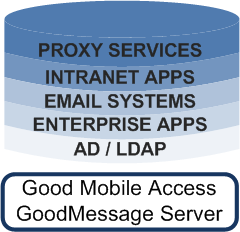 PROXY SERVICES
INTRANET APPS
EMAIL SYSTEMS
ENTERPRISE APPS
AD / LDAP
Good Mobile Access
GoodMessage Server